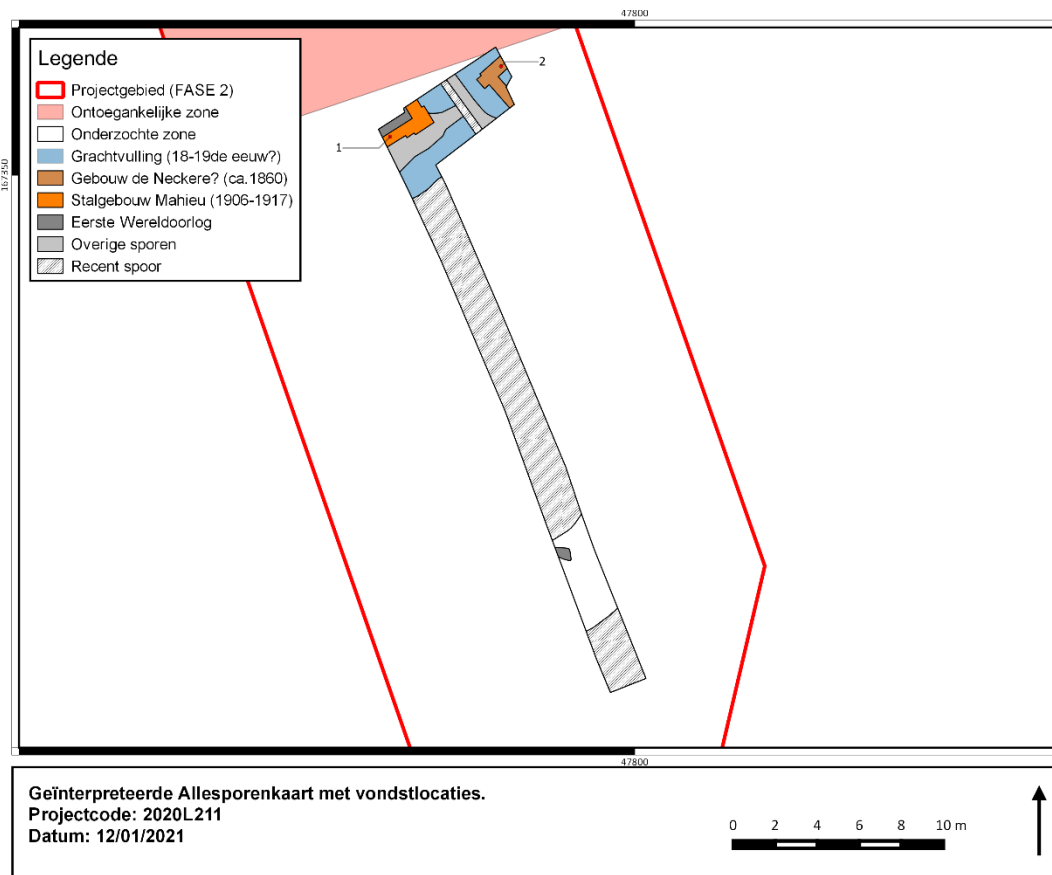 47800
Legende
Projectgebied (FASE 2)
Ontoegankelijke zone
Onderzochte zone
Grachtvulling (18-19de eeuw?)
Gebouw de Neckere? (ca.1860)
Stalgebouw Mahieu (1906-1917)
Eerste Wereldoorlog
Overige sporen
Recent spoor
167350
2
1
47800
Geïnterpreteerde Allesporenkaart met vondstlocaties.
Projectcode: 2020L211
Datum: 12/01/2021
0 2 4 6 8 10 m